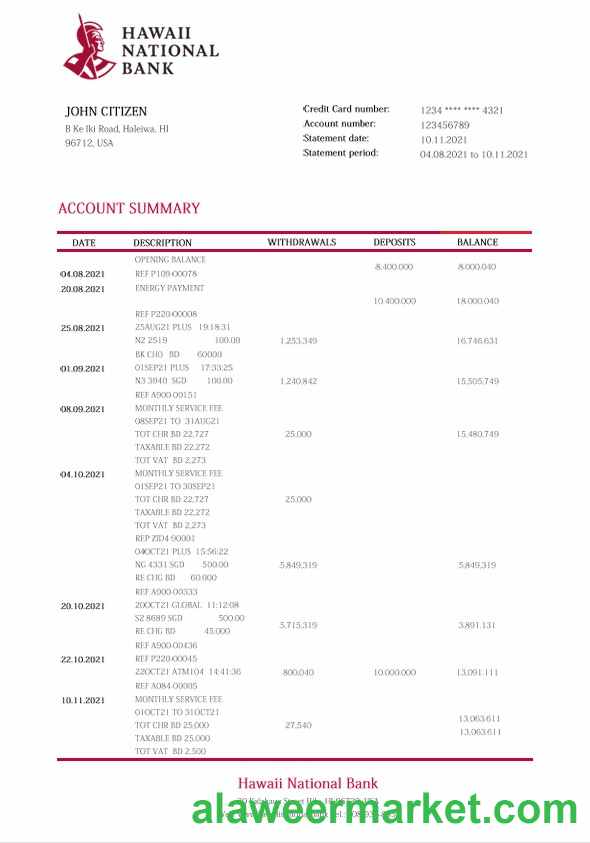 HAWAII
NATIONAL
BANK
JOHN CITIZEN
8 Ke Iki Road, Haleiwa, HI
96712, USA
Credit Card number: 1234 **** **** 4321
Account number: 123456789
Statement date: 10.11.2021
Statement period: 04.08.2021 to 10.11.2021
ACCOUNT SUMMARY
DATE DESCRIPTION WITHDRAWALS DEPOSITS BALANCE
OPENING BALANCE
8.400.000 8.000.040
04.08.2021 REF P109-00078
20.08.2021 ENERGY PAYMENT
10.400.000 18.000.040
REF P220-00008
25.08.2021 25AUG21 PLUS 19:18:31
N2 2519 100.00 1.253.349 16.746.631
BK CHO BD 60000
01.09.2021 01SEP21 PLUS 17:33:25
N3 3940 SGD 100.00 1.240.842 15.505.749
REF A900-00151
08.09.2021 MONTHLY SERVICE FEE
08SEP21 TO 31AUG21
TOT CHR BD 22,727 25.000 15.480.749
TAXABLE BD 22,272
TOT VAT BD 2,273
04.10.2021 MONTHLY SERVICE FEE
01SEP21 TO 30SEP21
TOT CHR BD 22,727 25.000
TAXABLE BD 22,272
TOT VAT BD 2,273
REP ZID4-90001
04OCT21 PLUS 15:56:22
NG 4331 SGD 500.00 5.849.319 5.849.319
RE CHG BD 60.000
REF A900-00333
20.10.2021 20OCT21 GLOBAL 11:12:08
S2 8689 SGD 500.00
5.715.319 3.891.131
RE CHG BD 45.000
REF A900-00436
22.10.2021 REF P220-00045
22OCT21 ATM104 14:41:36 800.040 10.000.000 13.091.111
REF A084-00005
10.11.2021 MONTHLY SERVICE FEE
01OCT21 TO 31OCT21
13.063.611
TOT CHR BD 25,000 27.540
13.063.611
TAXABLE BD 25,000
TOT VAT BD 2,500
Hawaii National Bank
alaweermarket.com